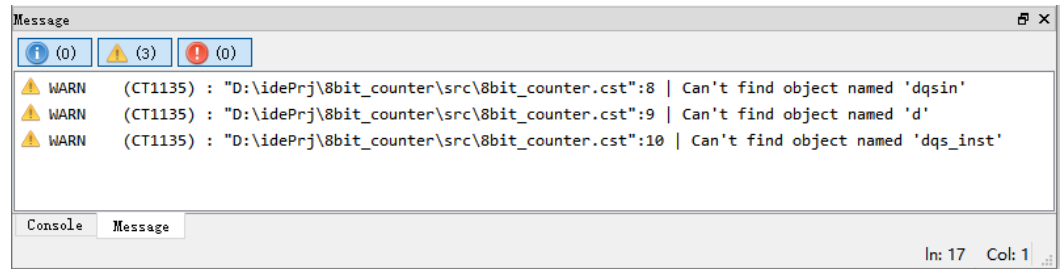 Message
(0) (3) (0)
WARN (CT1135) : "D:\idePrj\8bit_counter\src\8bit_counter.cst":8 | Can't find object named 'dqsin'
WARN (CT1135) : "D:\idePrj\8bit_counter\src\8bit_counter.cst":9 | Can't find object named 'd'
WARN (CT1135) : "D:\idePrj\8bit_counter\src\8bit_counter.cst":10 | Can't find object named 'dqs_inst'
Console Message
ln: 17 Col: 1